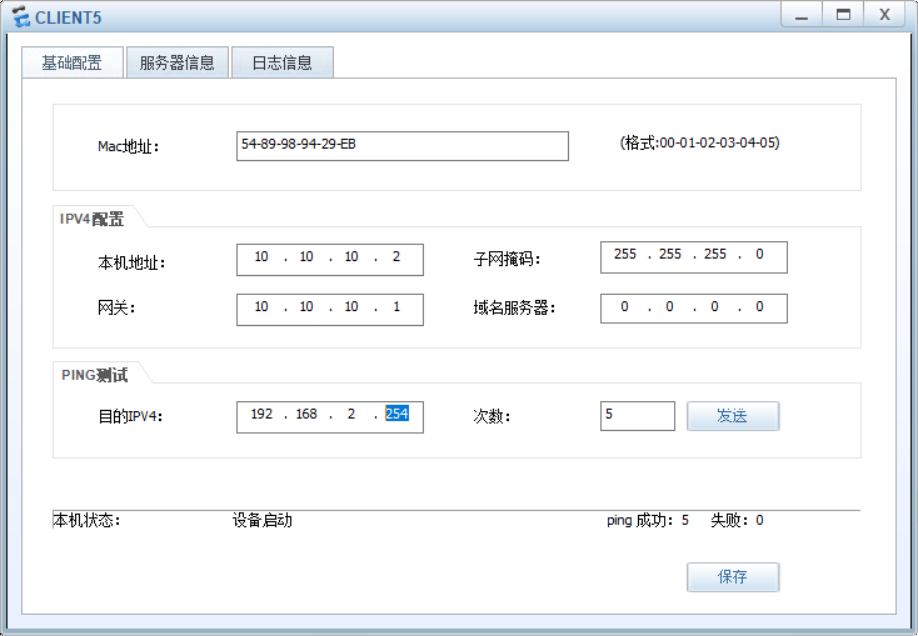 CLIENT5
基础配置 服务器信息 日志信息
Mac地址: 54-89-98-94-29-EB (格式:00-01-02-03-04-05)
IPV4配置
本机地址: 10 . 10 . 10 . 2 子网掩码: 255 . 255 . 255 . 0
网关: 10 . 10 . 10 . 1 域名服务器: 0 . 0 . 0 . 0
PING测试
目的IPV4: 192 . 168 . 2 . 254 次数: 5 发送
本机状态: 设备启动 ping 成功: 5 失败: 0
保存